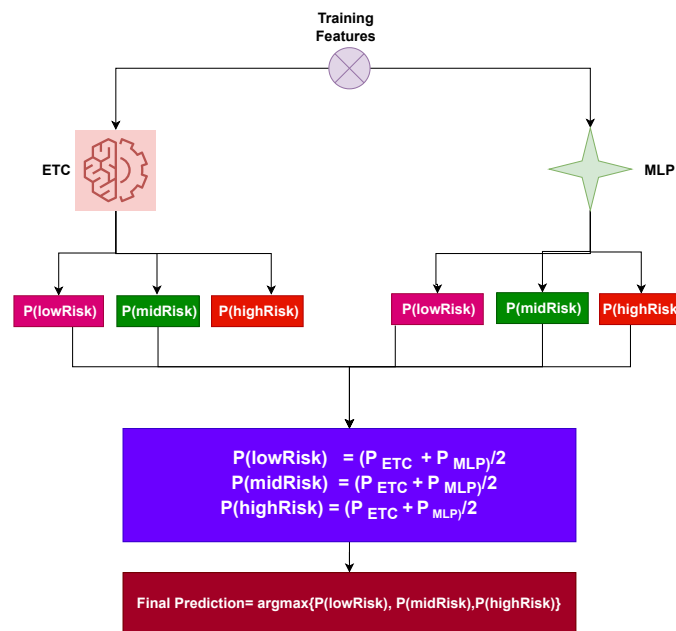 Training
Features
ETC
MLP
P(lowRisk)
P(midRisk)
P(highRisk)
P(lowRisk)
P(midRisk)
P(highRisk)
P(lowRisk) = (P ETC + P MLP)/2
P(midRisk) = (P ETC + P MLP)/2
P(highRisk) = (P ETC + P MLP)/2
Final Prediction= argmax{P(lowRisk), P(midRisk),P(highRisk)}